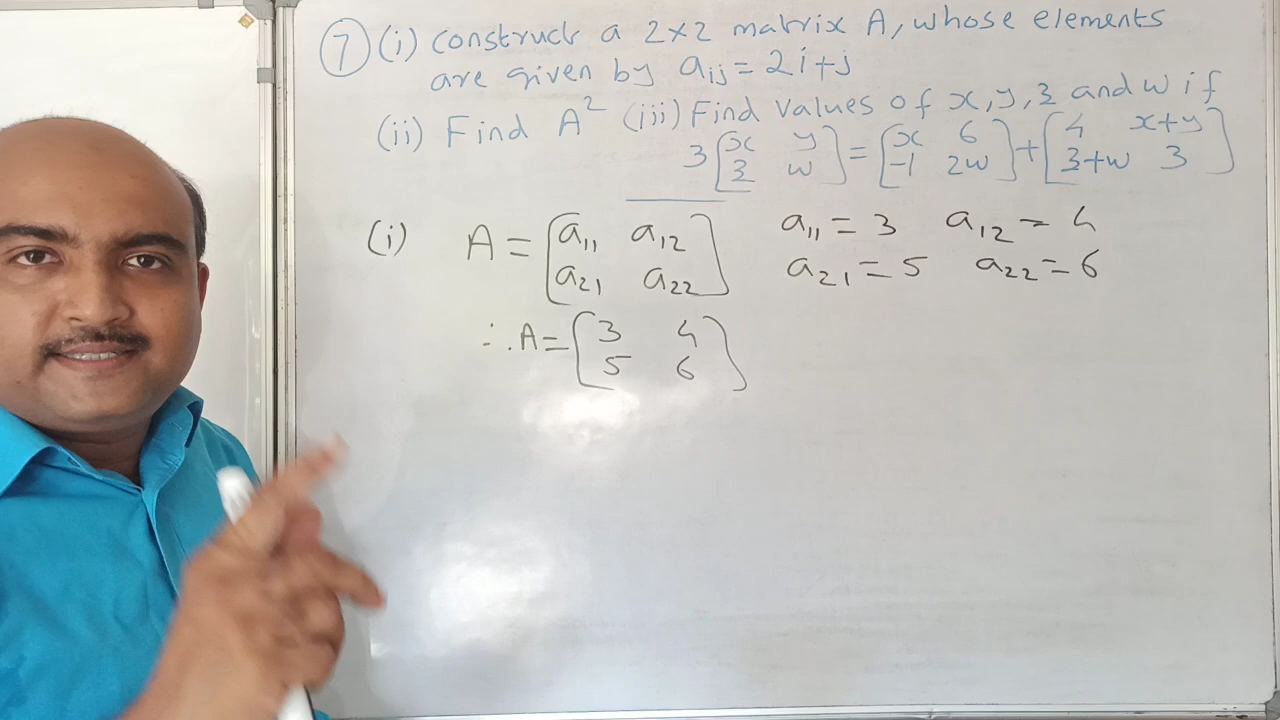 7 (i) construct a 2×2 matrix A, whose elements
are given by aij = 2i+j
(ii) Find A² (iii) Find values of x, y, z and w if
3[x y; z w] = [x 6; -1 2w] + [4 x+y; z+w 3]
(i) A = [a11 a12; a21 a22] a11 = 3 a12 = 4
a21 = 5 a22 = 6
∴ A = [3 4; 5 6]